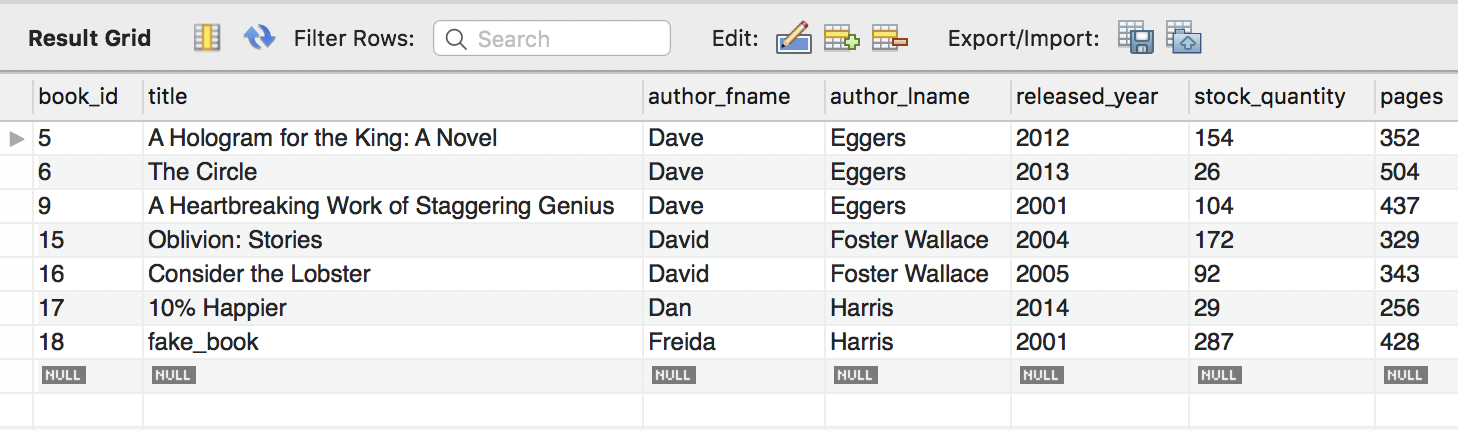 Result Grid Filter Rows: Search Edit: Export/Import:
book_id title author_fname author_lname released_year stock_quantity pages
5 A Hologram for the King: A Novel Dave Eggers 2012 154 352
6 The Circle Dave Eggers 2013 26 504
9 A Heartbreaking Work of Staggering Genius Dave Eggers 2001 104 437
15 Oblivion: Stories David Foster Wallace 2004 172 329
16 Consider the Lobster David Foster Wallace 2005 92 343
17 10% Happier Dan Harris 2014 29 256
18 fake_book Freida Harris 2001 287 428
NULL NULL NULL NULL NULL NULL NULL